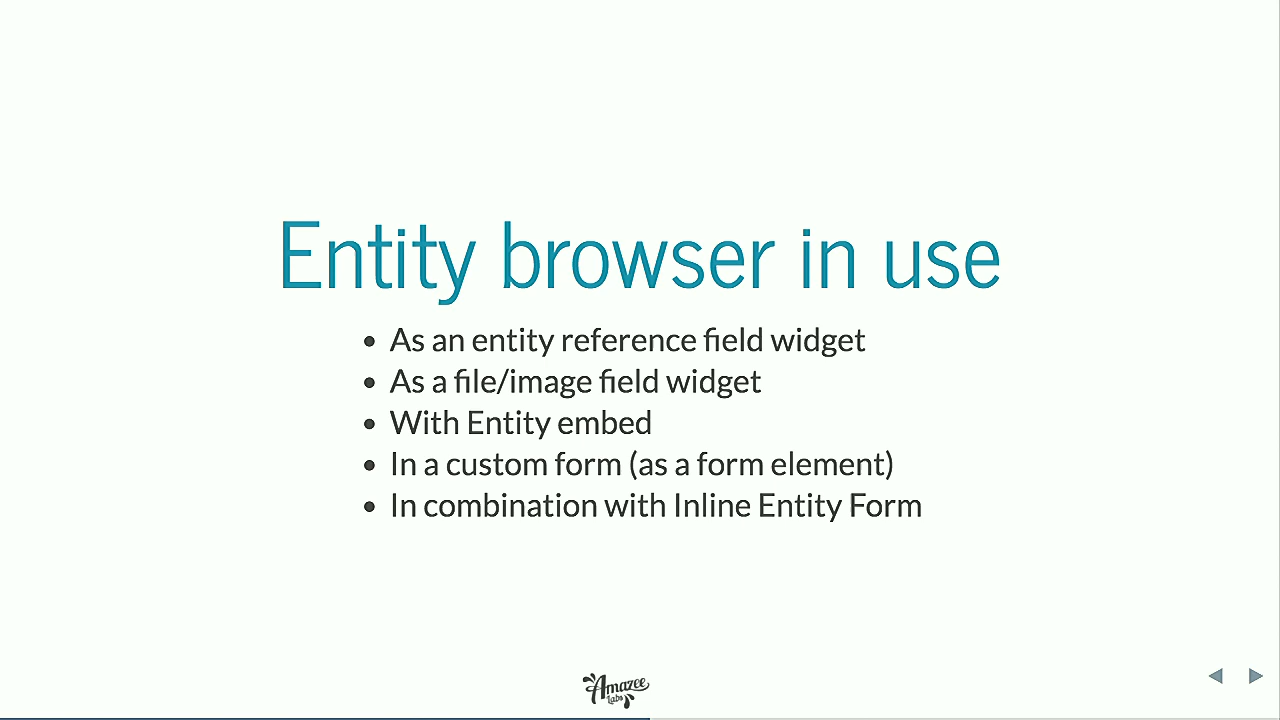 Entity browser in use
• As an entity reference field widget
• As a file/image field widget
• With Entity embed
• In a custom form (as a form element)
• In combination with Inline Entity Form
Amazee
Labs